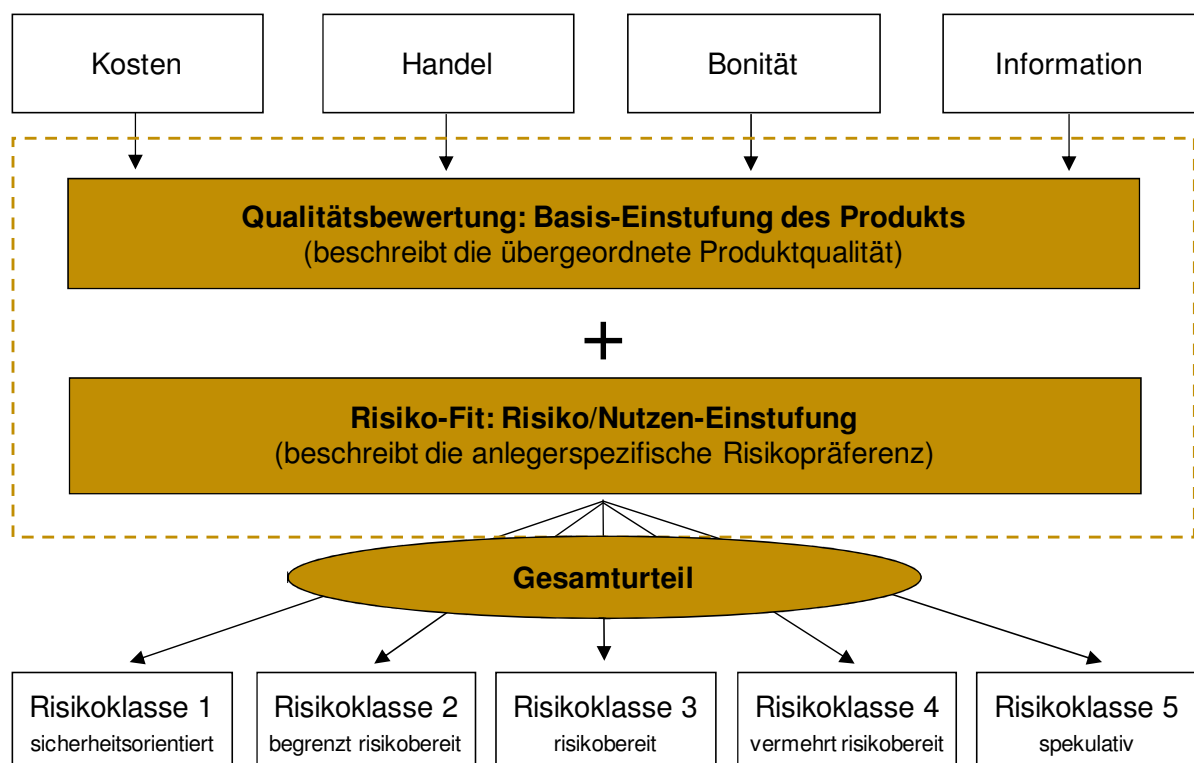 Kosten
Handel
Bonität
Information
Qualitätsbewertung: Basis-Einstufung des Produkts
(beschreibt die übergeordnete Produktqualität)
+
Risiko-Fit: Risiko/Nutzen-Einstufung
(beschreibt die anlegerspezifische Risikopräferenz)
Gesamturteil
Risikoklasse 1
sicherheitsorientiert
Risikoklasse 2
begrenzt risikobereit
Risikoklasse 3
risikobereit
Risikoklasse 4
vermehrt risikobereit
Risikoklasse 5
spekulativ